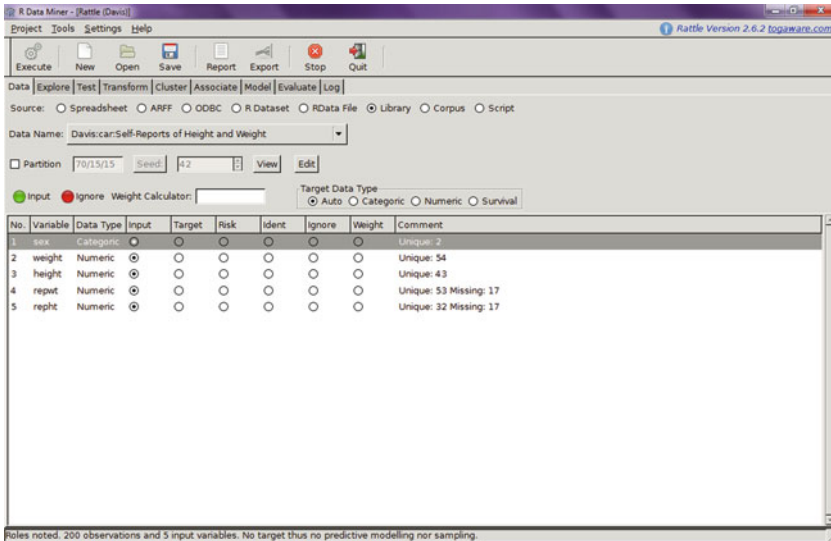 R Data Miner - [Rattle (Davis)]
Project Tools Settings Help
Rattle Version 2.6.2 togaware.com
Execute New Open Save Report Export Stop Quit
Data Explore Test Transform Cluster Associate Model Evaluate Log
Source: Spreadsheet ARFF ODBC R Dataset RData File Library Corpus Script
Data Name: Davis:car:Self-Reports of Height and Weight
Partition 70/15/15 Seed: 42 View Edit
Input Ignore Weight Calculator:
Target Data Type
Auto Categoric Numeric Survival
No. Variable Data Type Input Target Risk Ident Ignore Weight Comment
1 sex Categoric Unique: 2
2 weight Numeric Unique: 54
3 height Numeric Unique: 43
4 repwt Numeric Unique: 53 Missing: 17
5 repht Numeric Unique: 32 Missing: 17
Roles noted. 200 observations and 5 input variables. No target thus no predictive modelling nor sampling.